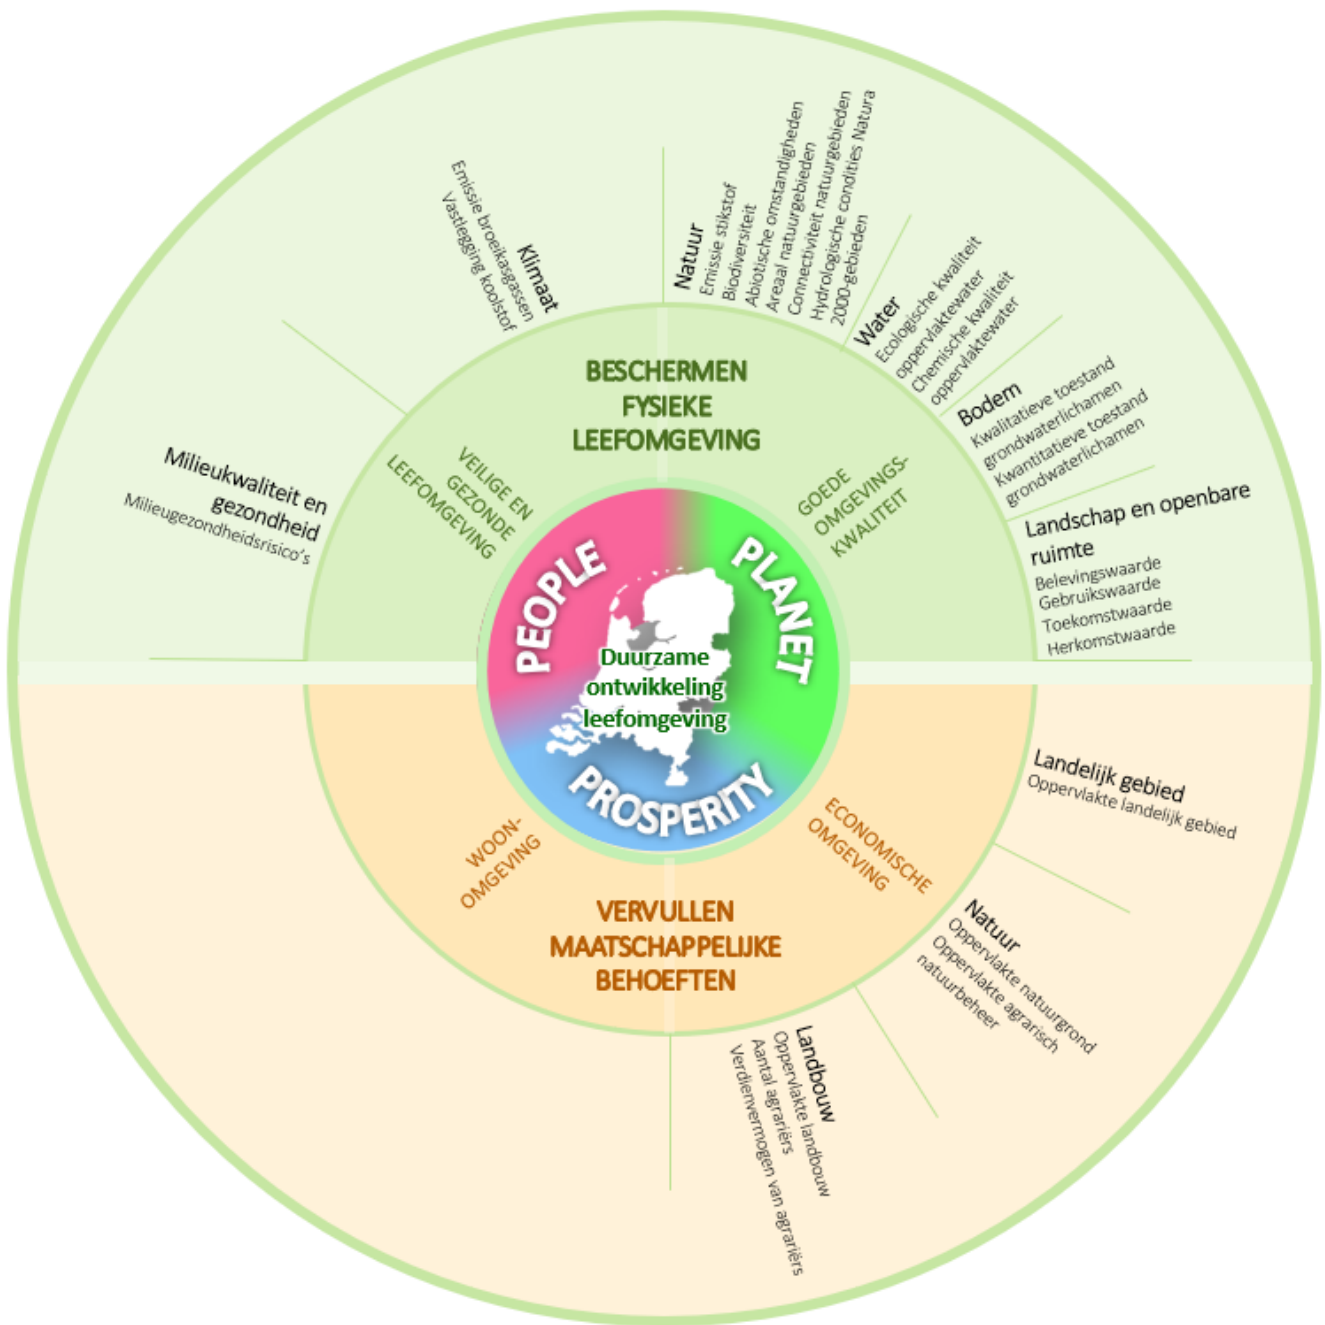 Emissie broeikasgassen
Vastlegging koolstof
Klimaat
Natuur
Emissie stikstof
Biodiversiteit
Abiotische omstandigheden
Areaal natuurgebieden
Connectiviteit natuurgebieden
Hydrologische condities Natura
2000-gebieden
Water
Ecologische kwaliteit
oppervlaktewater
Chemische kwaliteit
oppervlaktewater
Bodem
Kwalitatieve toestand
grondwaterlichamen
Kwantitatieve toestand
grondwaterlichamen
Landschap en openbare
ruimte
Belevingswaarde
Gebruikswaarde
Toekomstwaarde
Herkomstwaarde
Milieukwaliteit en
gezondheid
Milieugezondheidsrisico's
BESCHERMEN
FYSIEKE
LEEFOMGEVING
VEILIGE EN
GEZONDE
LEEFOMGEVING
GOEDE
OMGEVINGS-
KWALITEIT
PEOPLE
PLANET
PROSPERITY
Duurzame
ontwikkeling
leefomgeving
WOON-
OMGEVING
ECONOMISCHE
OMGEVING
VERVULLEN
MAATSCHAPPELIJKE
BEHOEFTEN
Landelijk gebied
Oppervlakte landelijk gebied
Natuur
Oppervlakte natuurgrond
Oppervlakte agrarisch
natuurbeheer
Landbouw
Oppervlakte landbouw
Aantal agrariërs
Verdienvermogen van agrariërs